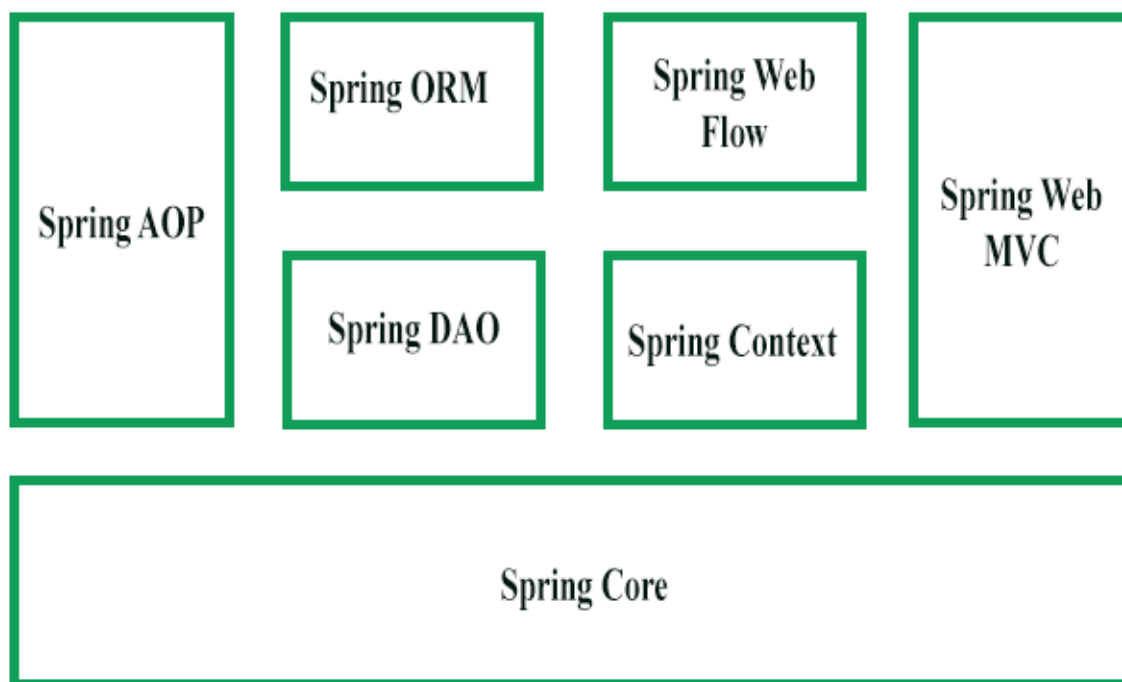 Spring AOP
Spring ORM
Spring Web
Flow
Spring Web
MVC
Spring DAO
Spring Context
Spring Core